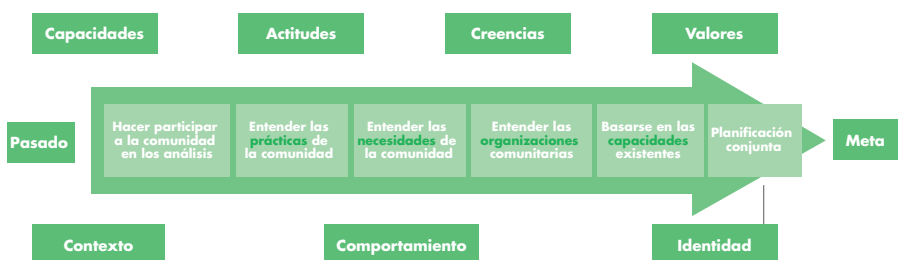 Capacidades
Actitudes
Creencias
Valores
Pasado
Hacer participar
a la comunidad
en los análisis
Entender las
prácticas de
la comunidad
Entender las
necesidades de
la comunidad
Entender las
organizaciones
comunitarias
Basarse en las
capacidades
existentes
Planificación
conjunta
Meta
Contexto
Comportamiento
Identidad